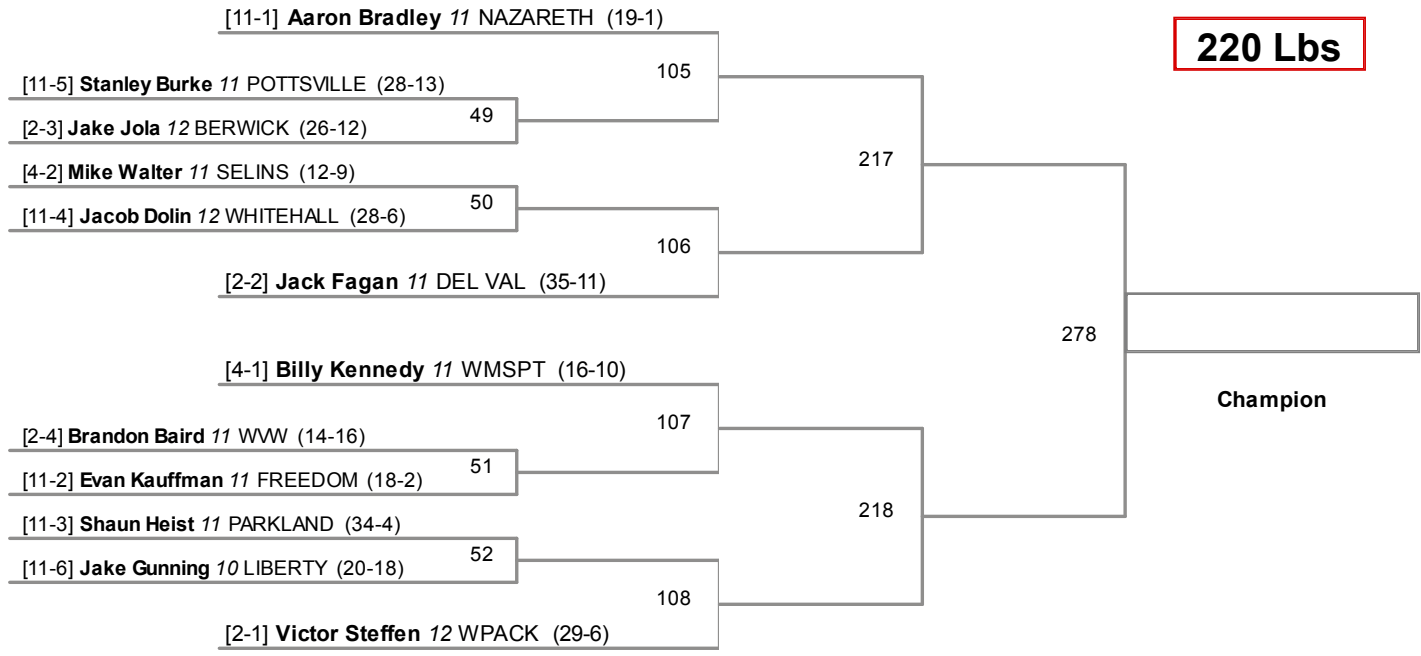 [11-1] Aaron Bradley 11 NAZARETH (19-1)
220 Lbs
105
[11-5] Stanley Burke 11 POTTSVILLE (28-13)
49
[2-3] Jake Jola 12 BERWICK (26-12)
217
[4-2] Mike Walter 11 SELINS (12-9)
50
[11-4] Jacob Dolin 12 WHITEHALL (28-6)
106
[2-2] Jack Fagan 11 DEL VAL (35-11)
278
[4-1] Billy Kennedy 11 WMSPT (16-10)
Champion
107
[2-4] Brandon Baird 11 WVW (14-16)
51
[11-2] Evan Kauffman 11 FREEDOM (18-2)
218
[11-3] Shaun Heist 11 PARKLAND (34-4)
52
[11-6] Jake Gunning 10 LIBERTY (20-18)
108
[2-1] Victor Steffen 12 WPACK (29-6)